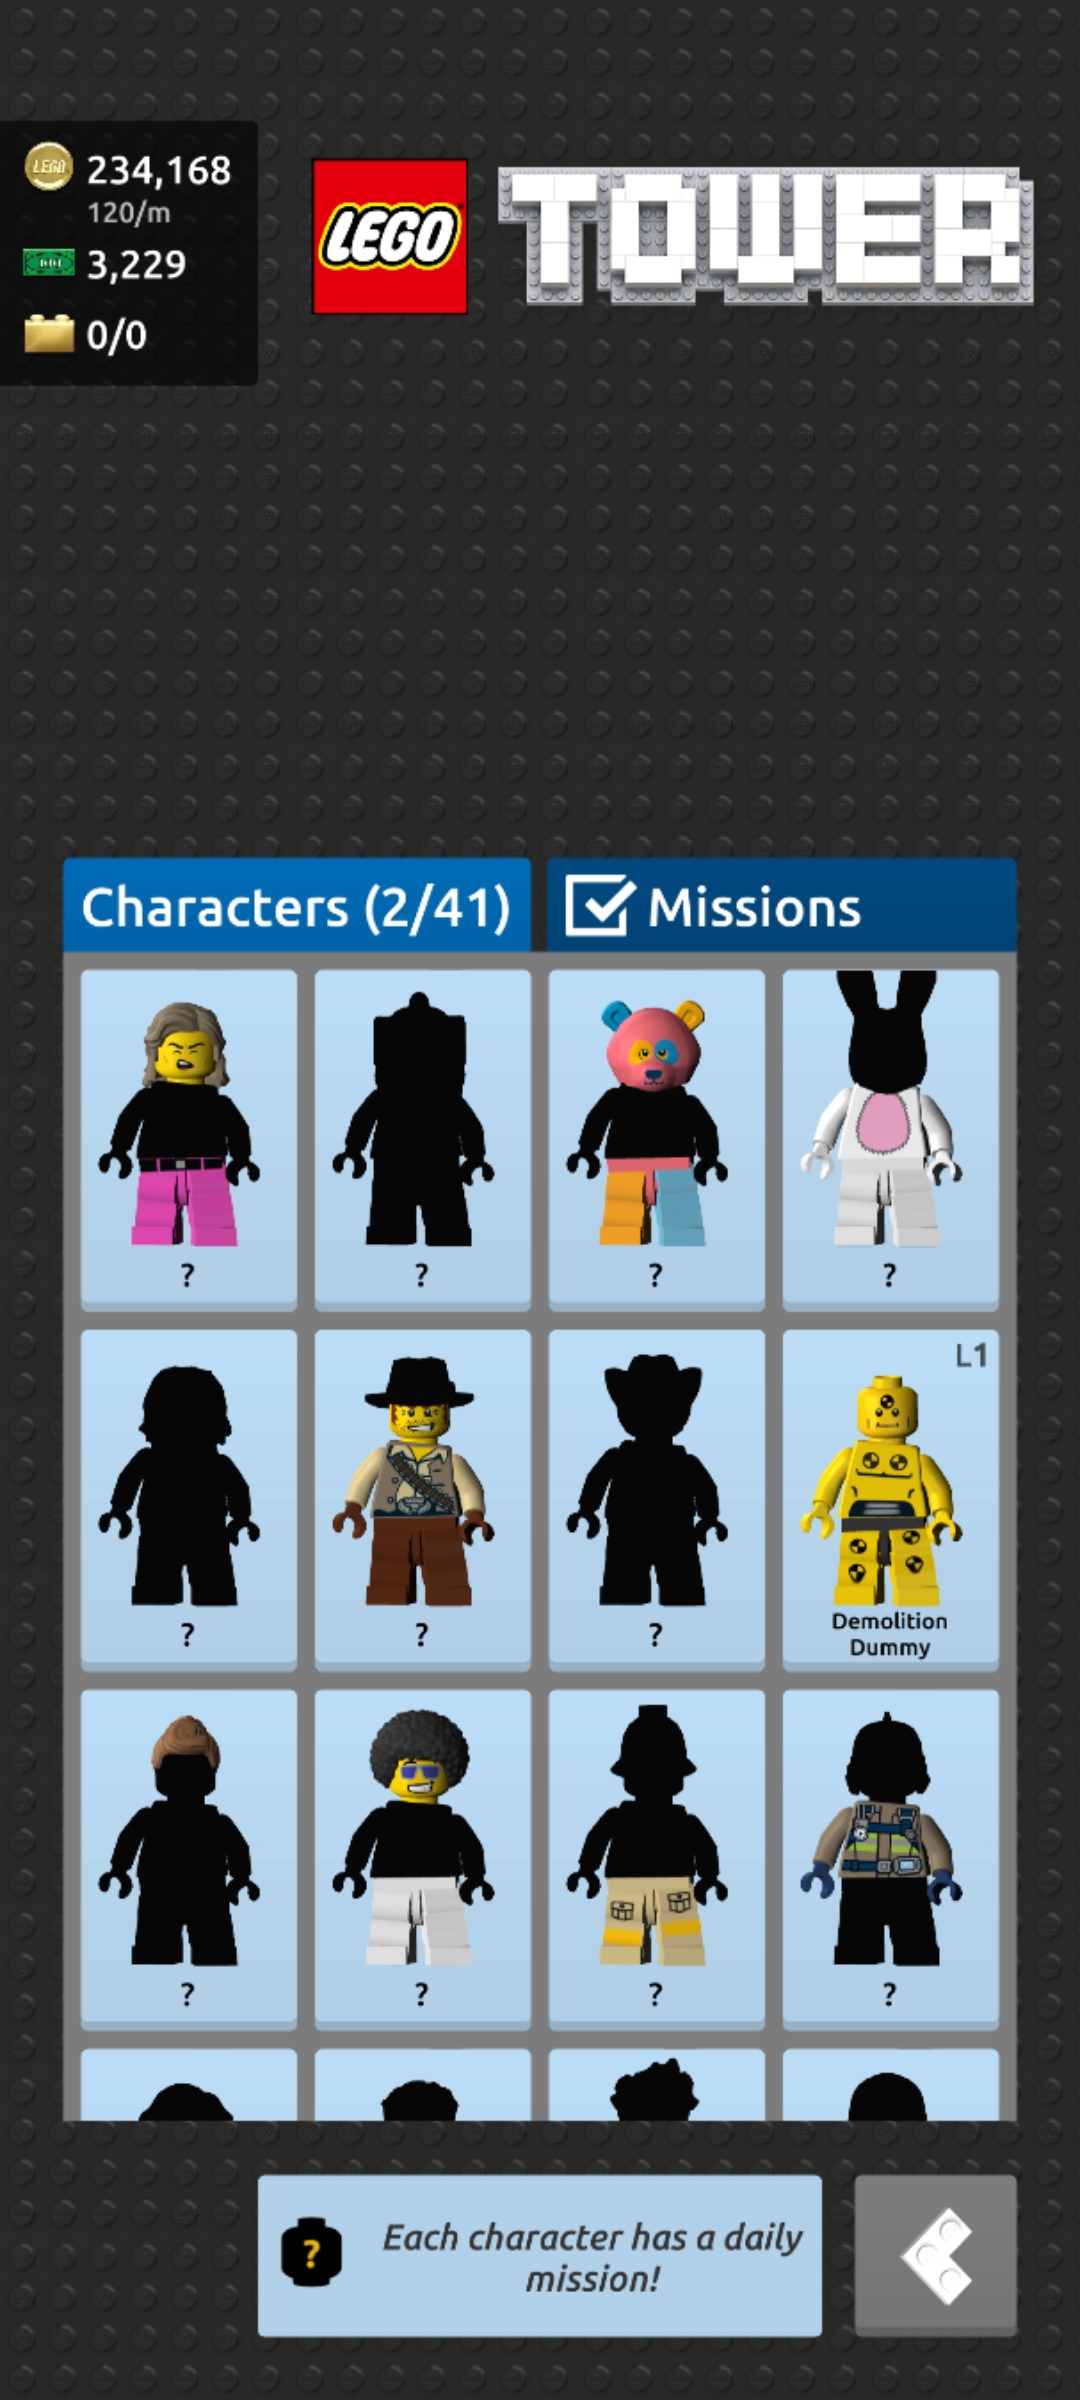 234,168
120/m
3,229
0/0
LEGO
TOWER
Characters (2/41)
Missions
?
?
?
?
L1
?
?
?
Demolition
Dummy
?
?
?
?
?
Each character has a daily
mission!